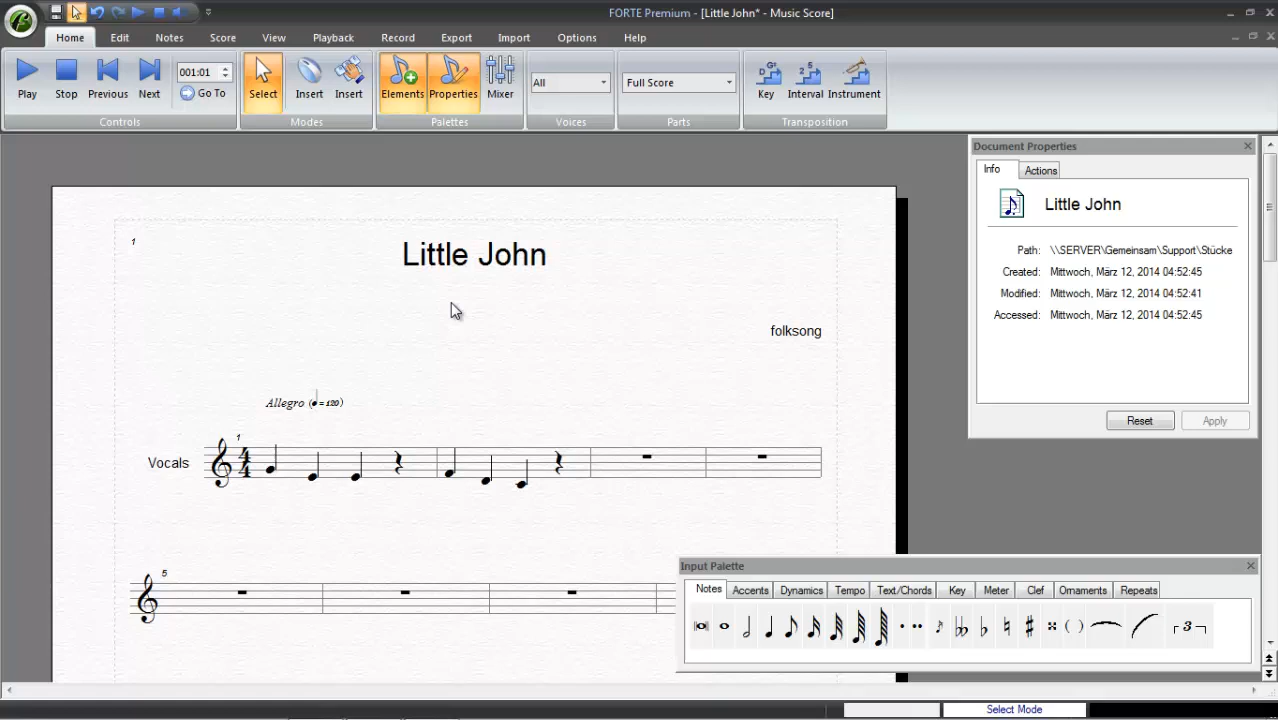 FORTE Premium - [Little John* - Music Score]
Home Edit Notes Score View Playback Record Export Import Options Help
001:01
Go To
Play Stop Previous Next
Select Insert Insert
Elements Properties Mixer
All
Full Score
Key Interval Instrument
Controls Modes Palettes Voices Parts Transposition
Document Properties
Info Actions
Little John
Path: \\SERVER\Gemeinsam\Support\Stücke
Created: Mittwoch, März 12, 2014 04:52:45
Modified: Mittwoch, März 12, 2014 04:52:41
Accessed: Mittwoch, März 12, 2014 04:52:45
Reset Apply
1
Little John
folksong
Allegro (♩=120)
1
Vocals
4
4
5
Input Palette
Notes Accents Dynamics Tempo Text/Chords Key Meter Clef Ornaments Repeats
3
Select Mode